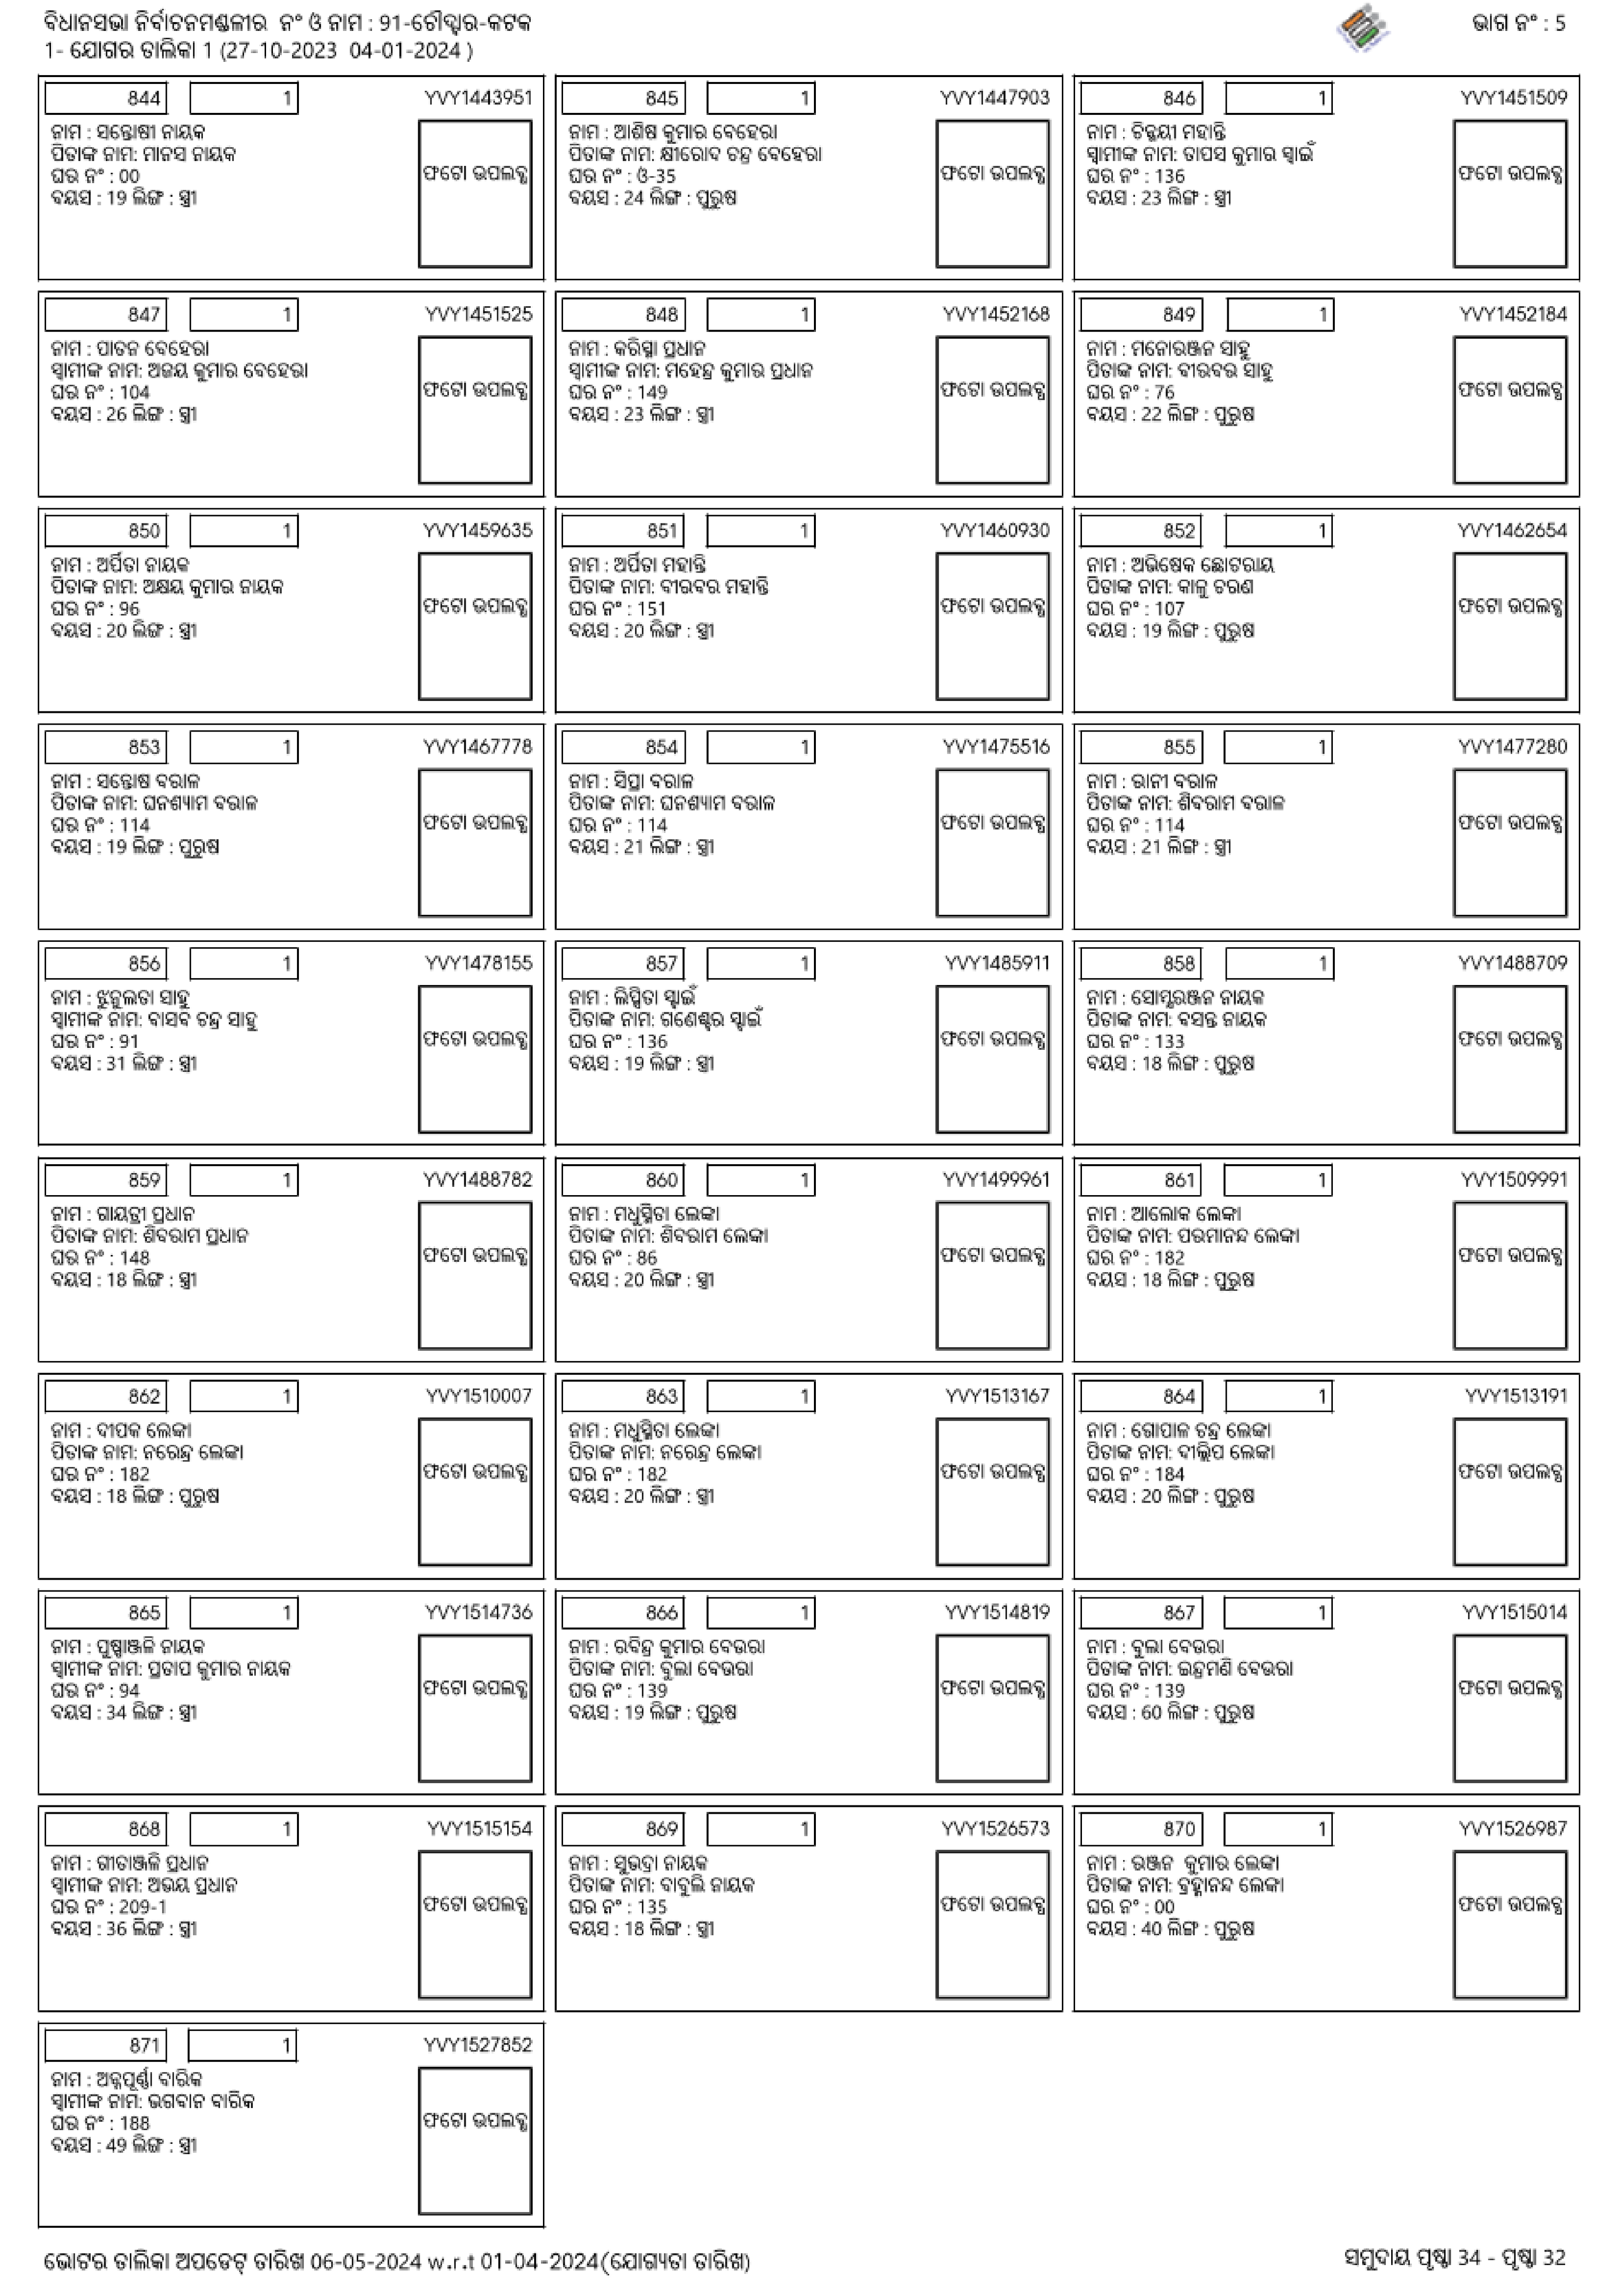 ବିଧାନସଭା ନିର୍ବାଚନମଣ୍ଡଳୀର ନଂ ଓ ନାମ : 91-ଚୌଦ୍ୱାର-କଟକ
ଭାଗ ନଂ : 5
1- ଯୋଗର ତାଲିକା 1 (27-10-2023 04-01-2024 )
844 1 YVY1443951
ନାମ : ସନ୍ତୋଷୀ ନାୟକ
ପିତାଙ୍କ ନାମ: ମାନସ ନାୟକ
ଘର ନଂ : 00
ବୟସ : 19 ଲିଙ୍ଗ : ସ୍ତ୍ରୀ
ଫଟୋ ଉପଲବ୍ଧ
845 1 YVY1447903
ନାମ : ଆଶିଷ କୁମାର ବେହେରା
ପିତାଙ୍କ ନାମ: କ୍ଷୀରୋଦ ଚନ୍ଦ୍ର ବେହେରା
ଘର ନଂ : ଓ-35
ବୟସ : 24 ଲିଙ୍ଗ : ପୁରୁଷ
ଫଟୋ ଉପଲବ୍ଧ
846 1 YVY1451509
ନାମ : ଚିନ୍ମୟୀ ମହାନ୍ତି
ସ୍ୱାମୀଙ୍କ ନାମ: ତାପସ କୁମାର ସ୍ୱାଇଁ
ଘର ନଂ : 136
ବୟସ : 23 ଲିଙ୍ଗ : ସ୍ତ୍ରୀ
ଫଟୋ ଉପଲବ୍ଧ
847 1 YVY1451525
ନାମ : ପାବନ ବେହେରା
ସ୍ୱାମୀଙ୍କ ନାମ: ଅଜୟ କୁମାର ବେହେରା
ଘର ନଂ : 104
ବୟସ : 26 ଲିଙ୍ଗ : ସ୍ତ୍ରୀ
ଫଟୋ ଉପଲବ୍ଧ
848 1 YVY1452168
ନାମ : କରିସ୍ମା ପ୍ରଧାନ
ସ୍ୱାମୀଙ୍କ ନାମ: ମହେନ୍ଦ୍ର କୁମାର ପ୍ରଧାନ
ଘର ନଂ : 149
ବୟସ : 23 ଲିଙ୍ଗ : ସ୍ତ୍ରୀ
ଫଟୋ ଉପଲବ୍ଧ
849 1 YVY1452184
ନାମ : ମନୋରଞ୍ଜନ ସାହୁ
ପିତାଙ୍କ ନାମ: ବୀରବର ସାହୁ
ଘର ନଂ : 76
ବୟସ : 22 ଲିଙ୍ଗ : ପୁରୁଷ
ଫଟୋ ଉପଲବ୍ଧ
850 1 YVY1459635
ନାମ : ଅର୍ପିତା ନାୟକ
ପିତାଙ୍କ ନାମ: ଅକ୍ଷୟ କୁମାର ନାୟକ
ଘର ନଂ : 96
ବୟସ : 20 ଲିଙ୍ଗ : ସ୍ତ୍ରୀ
ଫଟୋ ଉପଲବ୍ଧ
851 1 YVY1460930
ନାମ : ଅର୍ପିତା ମହାନ୍ତି
ପିତାଙ୍କ ନାମ: ବୀରବର ମହାନ୍ତି
ଘର ନଂ : 151
ବୟସ : 20 ଲିଙ୍ଗ : ସ୍ତ୍ରୀ
ଫଟୋ ଉପଲବ୍ଧ
852 1 YVY1462654
ନାମ : ଅଭିଷେକ ଛୋଟରାୟ
ପିତାଙ୍କ ନାମ: କାଳୁ ଚରଣ
ଘର ନଂ : 107
ବୟସ : 19 ଲିଙ୍ଗ : ପୁରୁଷ
ଫଟୋ ଉପଲବ୍ଧ
853 1 YVY1467778
ନାମ : ସନ୍ତୋଷ ବରାଳ
ପିତାଙ୍କ ନାମ: ଘନଶ୍ୟାମ ବରାଳ
ଘର ନଂ : 114
ବୟସ : 19 ଲିଙ୍ଗ : ପୁରୁଷ
ଫଟୋ ଉପଲବ୍ଧ
854 1 YVY1475516
ନାମ : ସିପ୍ରା ବରାଳ
ପିତାଙ୍କ ନାମ: ଘନଶ୍ୟାମ ବରାଳ
ଘର ନଂ : 114
ବୟସ : 21 ଲିଙ୍ଗ : ସ୍ତ୍ରୀ
ଫଟୋ ଉପଲବ୍ଧ
855 1 YVY1477280
ନାମ : ରାନୀ ବରାଳ
ପିତାଙ୍କ ନାମ: ଶିବରାମ ବରାଳ
ଘର ନଂ : 114
ବୟସ : 21 ଲିଙ୍ଗ : ସ୍ତ୍ରୀ
ଫଟୋ ଉପଲବ୍ଧ
856 1 YVY1478155
ନାମ : ଝୁନୁଲତା ସାହୁ
ସ୍ୱାମୀଙ୍କ ନାମ: ବାସବ ଚନ୍ଦ୍ର ସାହୁ
ଘର ନଂ : 91
ବୟସ : 31 ଲିଙ୍ଗ : ସ୍ତ୍ରୀ
ଫଟୋ ଉପଲବ୍ଧ
857 1 YVY1485911
ନାମ : ଲିପ୍ସିତା ସ୍ବାଇଁ
ପିତାଙ୍କ ନାମ: ଗଣେଶ୍ବର ସ୍ବାଇଁ
ଘର ନଂ : 136
ବୟସ : 19 ଲିଙ୍ଗ : ସ୍ତ୍ରୀ
ଫଟୋ ଉପଲବ୍ଧ
858 1 YVY1488709
ନାମ : ସୋମ୍ଯରଞ୍ଜନ ନାୟକ
ପିତାଙ୍କ ନାମ: ବସନ୍ତ ନାୟକ
ଘର ନଂ : 133
ବୟସ : 18 ଲିଙ୍ଗ : ପୁରୁଷ
ଫଟୋ ଉପଲବ୍ଧ
859 1 YVY1488782
ନାମ : ଗାୟତ୍ରୀ ପ୍ରଧାନ
ପିତାଙ୍କ ନାମ: ଶିବରାମ ପ୍ରଧାନ
ଘର ନଂ : 148
ବୟସ : 18 ଲିଙ୍ଗ : ସ୍ତ୍ରୀ
ଫଟୋ ଉପଲବ୍ଧ
860 1 YVY1499961
ନାମ : ମଧୁସ୍ମିତା ଲେଙ୍କା
ପିତାଙ୍କ ନାମ: ଶିବରାମ ଲେଙ୍କା
ଘର ନଂ : 86
ବୟସ : 20 ଲିଙ୍ଗ : ସ୍ତ୍ରୀ
ଫଟୋ ଉପଲବ୍ଧ
861 1 YVY1509991
ନାମ : ଆଲୋକ ଲେଙ୍କା
ପିତାଙ୍କ ନାମ: ପରମାନନ୍ଦ ଲେଙ୍କା
ଘର ନଂ : 182
ବୟସ : 18 ଲିଙ୍ଗ : ପୁରୁଷ
ଫଟୋ ଉପଲବ୍ଧ
862 1 YVY1510007
ନାମ : ଦୀପକ ଲେଙ୍କା
ପିତାଙ୍କ ନାମ: ନରେନ୍ଦ୍ର ଲେଙ୍କା
ଘର ନଂ : 182
ବୟସ : 18 ଲିଙ୍ଗ : ପୁରୁଷ
ଫଟୋ ଉପଲବ୍ଧ
863 1 YVY1513167
ନାମ : ମଧୁସ୍ମିତା ଲେଙ୍କା
ପିତାଙ୍କ ନାମ: ନରେନ୍ଦ୍ର ଲେଙ୍କା
ଘର ନଂ : 182
ବୟସ : 20 ଲିଙ୍ଗ : ସ୍ତ୍ରୀ
ଫଟୋ ଉପଲବ୍ଧ
864 1 YVY1513191
ନାମ : ଗୋପାଳ ଚନ୍ଦ୍ର ଲେଙ୍କା
ପିତାଙ୍କ ନାମ: ଦୀଲ୍ଲିପ ଲେଙ୍କା
ଘର ନଂ : 184
ବୟସ : 20 ଲିଙ୍ଗ : ପୁରୁଷ
ଫଟୋ ଉପଲବ୍ଧ
865 1 YVY1514736
ନାମ : ପୁଷ୍ପାଞ୍ଜଳି ନାୟକ
ସ୍ୱାମୀଙ୍କ ନାମ: ପ୍ରତାପ କୁମାର ନାୟକ
ଘର ନଂ : 94
ବୟସ : 34 ଲିଙ୍ଗ : ସ୍ତ୍ରୀ
ଫଟୋ ଉପଲବ୍ଧ
866 1 YVY1514819
ନାମ : ରବିନ୍ଦ୍ର କୁମାର ବେଉରା
ପିତାଙ୍କ ନାମ: ବୁଲା ବେଉରା
ଘର ନଂ : 139
ବୟସ : 19 ଲିଙ୍ଗ : ପୁରୁଷ
ଫଟୋ ଉପଲବ୍ଧ
867 1 YVY1515014
ନାମ : ବୁଲା ବେଉରା
ପିତାଙ୍କ ନାମ: ଇନ୍ଦ୍ରମଣି ବେଉରା
ଘର ନଂ : 139
ବୟସ : 60 ଲିଙ୍ଗ : ପୁରୁଷ
ଫଟୋ ଉପଲବ୍ଧ
868 1 YVY1515154
ନାମ : ଗୀତାଞ୍ଜଳି ପ୍ରଧାନ
ସ୍ୱାମୀଙ୍କ ନାମ: ଅଭୟ ପ୍ରଧାନ
ଘର ନଂ : 209-1
ବୟସ : 36 ଲିଙ୍ଗ : ସ୍ତ୍ରୀ
ଫଟୋ ଉପଲବ୍ଧ
869 1 YVY1526573
ନାମ : ସୁଭଦ୍ରା ନାୟକ
ପିତାଙ୍କ ନାମ: ବାବୁଲି ନାୟକ
ଘର ନଂ : 135
ବୟସ : 18 ଲିଙ୍ଗ : ସ୍ତ୍ରୀ
ଫଟୋ ଉପଲବ୍ଧ
870 1 YVY1526987
ନାମ : ରଞ୍ଜନ କୁମାର ଲେଙ୍କା
ପିତାଙ୍କ ନାମ: ବ୍ରହ୍ମାନନ୍ଦ ଲେଙ୍କା
ଘର ନଂ : 00
ବୟସ : 40 ଲିଙ୍ଗ : ପୁରୁଷ
ଫଟୋ ଉପଲବ୍ଧ
871 1 YVY1527852
ନାମ : ଅନ୍ନପୂର୍ଣ୍ଣା ବାରିକ
ସ୍ୱାମୀଙ୍କ ନାମ: ଭଗବାନ ବାରିକ
ଘର ନଂ : 188
ବୟସ : 49 ଲିଙ୍ଗ : ସ୍ତ୍ରୀ
ଫଟୋ ଉପଲବ୍ଧ
ଭୋଟର ତାଲିକା ଅପଡେଟ୍ ତାରିଖ 06-05-2024 w.r.t 01-04-2024(ଯୋଗ୍ୟତା ତାରିଖ)
ସମୁଦାୟ ପୃଷ୍ଠା 34 - ପୃଷ୍ଠା 32